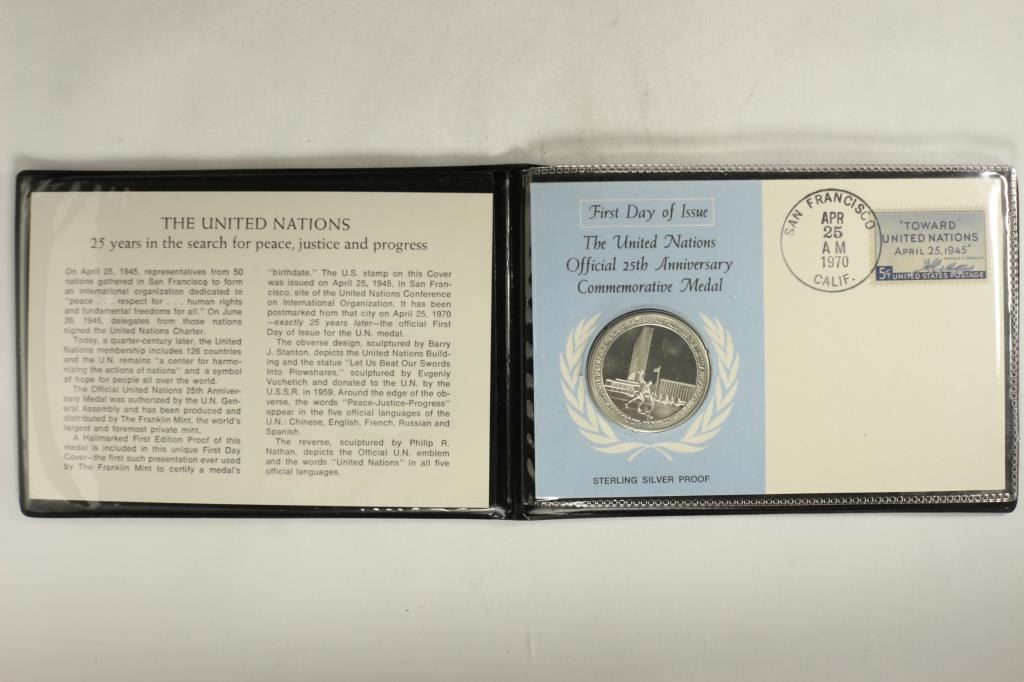 THE UNITED NATIONS
25 years in the search for peace, justice and progress
On April 25, 1945, representatives from 50
nations gathered in San Francisco to form
an international organization dedicated to
"peace . . . respect for . . . human rights
and fundamental freedoms for all." On June
26, 1945, delegates from those nations
signed the United Nations Charter.
Today, a quarter-century later, the United
Nations membership includes 126 countries
and the U.N. remains "a center for harmo-
nizing the actions of nations" and a symbol
of hope for people all over the world.
The Official United Nations 25th Anniver-
sary Medal was authorized by the U.N. Gen-
eral Assembly and has been produced and
distributed by The Franklin Mint, the world's
largest and foremost private mint.
A Hallmarked First Edition Proof of this
medal is included in this unique First Day
Cover—the first such presentation ever used
by The Franklin Mint to certify a medal's
"birthdate." The U.S. stamp on this Cover
was issued on April 25, 1945, in San Fran-
cisco, site of the United Nations Conference
on International Organization. It has been
postmarked from that city on April 25, 1970
—exactly 25 years later—the official First
Day of Issue for the U.N. medal.
The obverse design, sculptured by Barry
J. Stanton, depicts the United Nations Build-
ing and the statue "Let Us Beat Our Swords
Into Plowshares," sculptured by Evgeniy
Vuchetich and donated to the U.N. by the
U.S.S.R. in 1959. Around the edge of the ob-
verse, the words "Peace-Justice-Progress"
appear in the five official languages of the
U.N.: Chinese, English, French, Russian and
Spanish.
The reverse, sculptured by Philip R.
Nathan, depicts the Official U.N. emblem
and the words "United Nations" in all five
official languages.
First Day of Issue
The United Nations
Official 25th Anniversary
Commemorative Medal
STERLING SILVER PROOF
SAN FRANCISCO
APR
25
AM
1970
CALIF.
"TOWARD
UNITED NATIONS
APRIL 25, 1945"
5¢ UNITED STATES POSTAGE